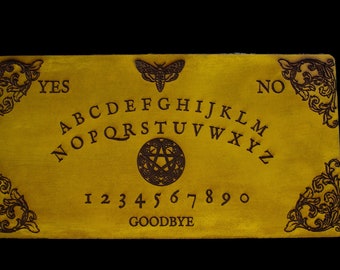 YES NO
ABCDEFGHIJKLM
NOPQRSTUVWXYZ
1234567890
GOODBYE